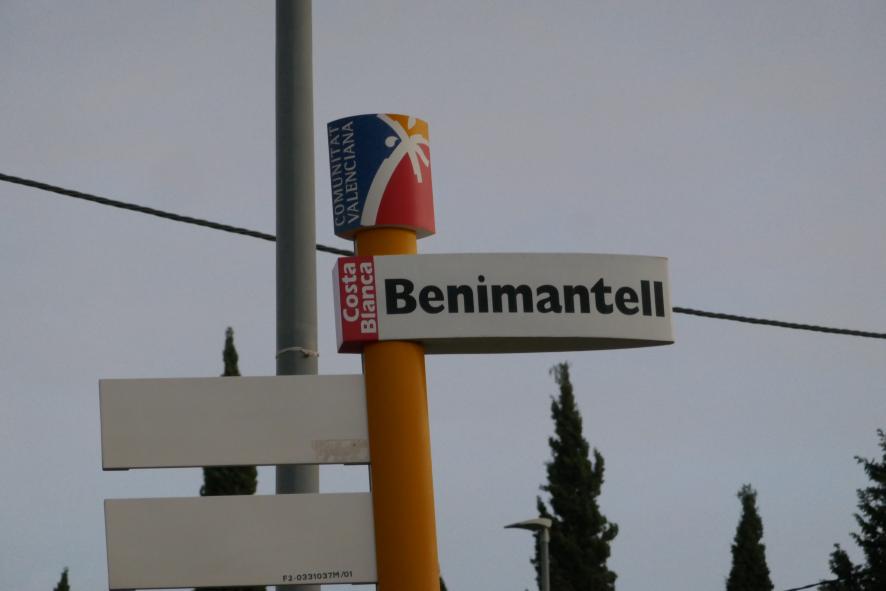 COMUNITAT
VALENCIANA
Costa
Blanca
Benimantell
F2-0331037M/01